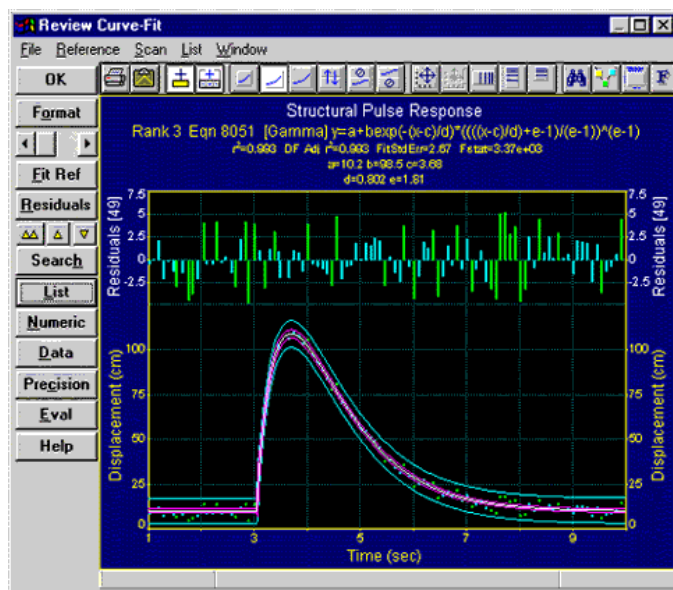 Review Curve-Fit
File Reference Scan List Window
OK
Format
Fit Ref
Residuals
Search
List
Numeric
Data
Precision
Eval
Help
Structural Pulse Response
Rank 3 Eqn 8051 [Gamma] y=a+bexp(-(x-c)/d)*((((x-c)/d)+e-1)/(e-1))^(e-1)
r²=0.993 DF Adj r²=0.993 FitStdErr=2.67 Fstat=3.37e+03
a=10.2 b=98.5 c=3.68
d=0.802 e=1.81
Residuals [49]
7.5
5
2.5
0
-2.5
7.5
5
2.5
0
-2.5
Residuals [49]
Displacement (cm)
100
75
50
25
0
100
75
50
25
0
Displacement (cm)
1 3 5 7 9
Time (sec)